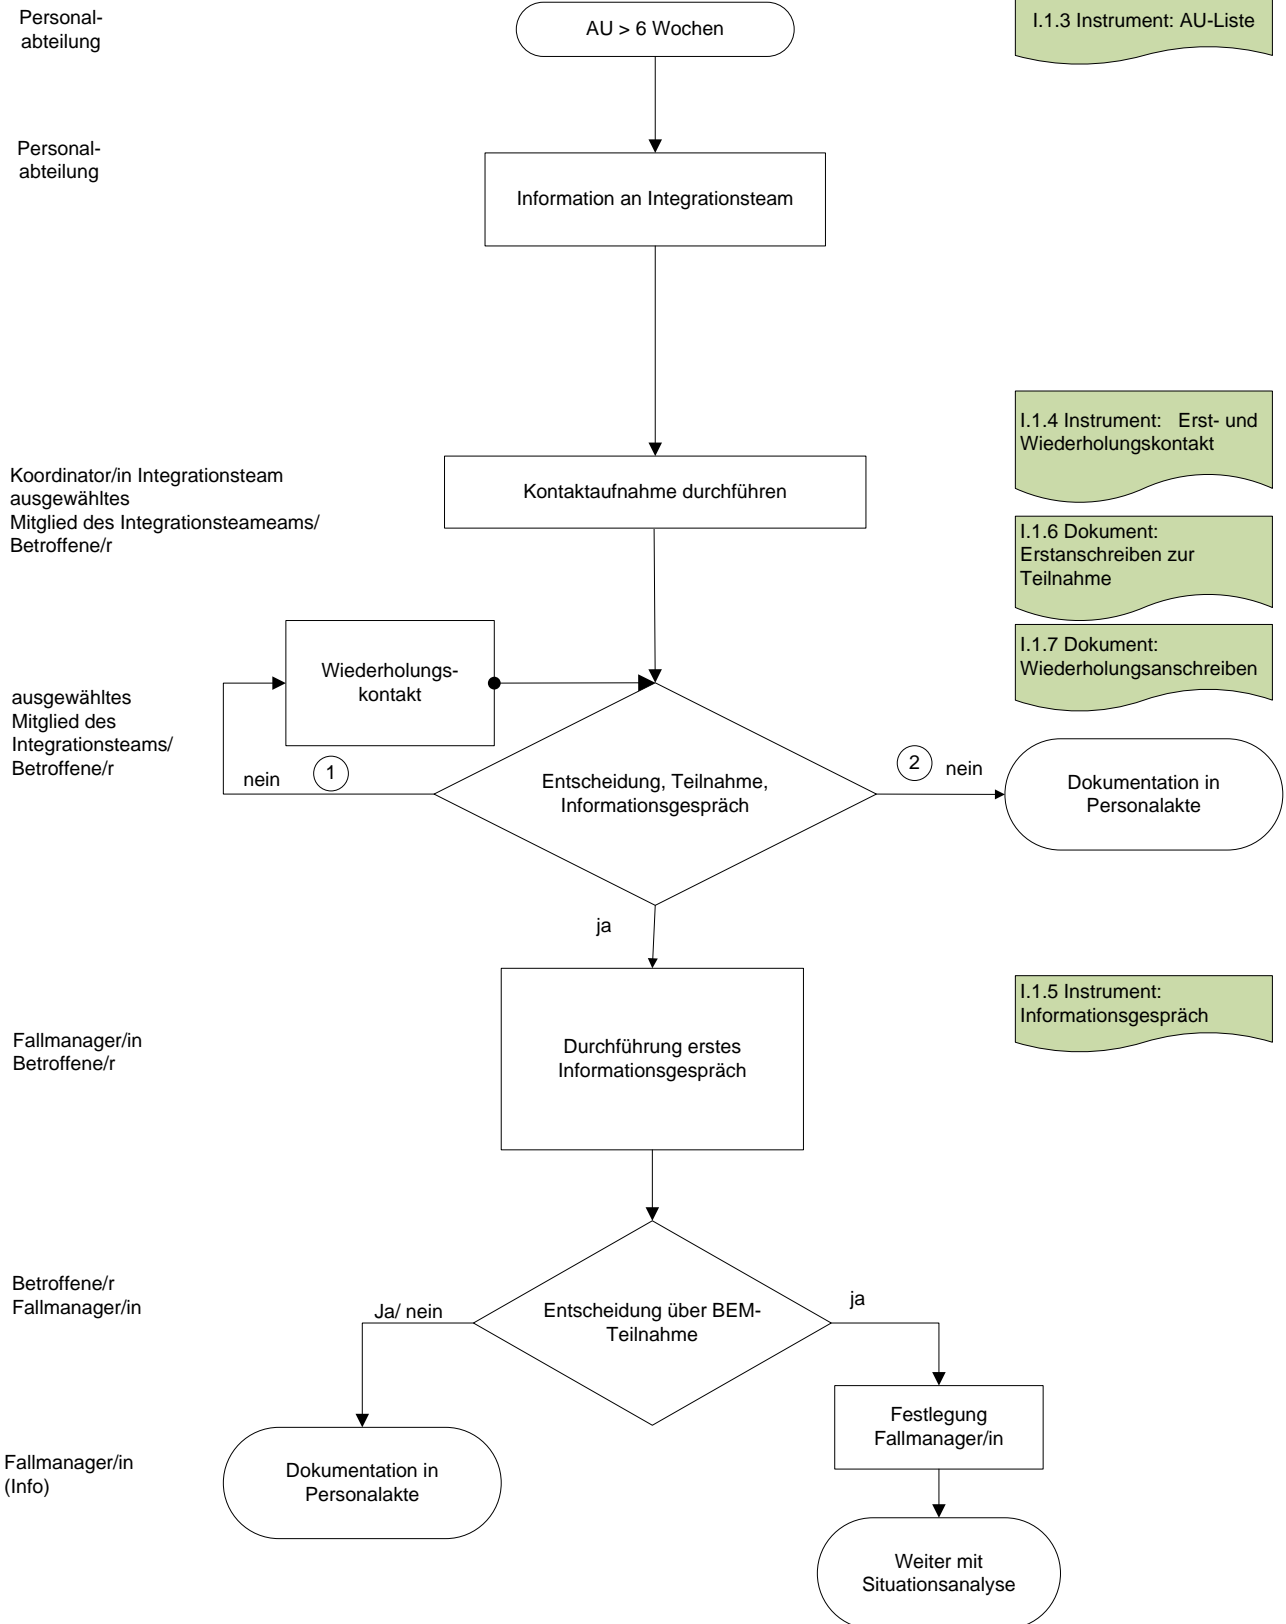 Personal-
abteilung
AU > 6 Wochen
I.1.3 Instrument: AU-Liste
Personal-
abteilung
Information an Integrationsteam
I.1.4 Instrument: Erst- und
Wiederholungskontakt
Koordinator/in Integrationsteam
ausgewähltes
Mitglied des Integrationsteameams/
Betroffene/r
Kontaktaufnahme durchführen
I.1.6 Dokument:
Erstanschreiben zur
Teilnahme
I.1.7 Dokument:
Wiederholungsanschreiben
Wiederholungs-
kontakt
ausgewähltes
Mitglied des
Integrationsteams/
Betroffene/r
nein
1
Entscheidung, Teilnahme,
Informationsgespräch
2
nein
Dokumentation in
Personalakte
ja
Fallmanager/in
Betroffene/r
Durchführung erstes
Informationsgespräch
I.1.5 Instrument:
Informationsgespräch
Betroffene/r
Fallmanager/in
Ja/ nein
Entscheidung über BEM-
Teilnahme
ja
Festlegung
Fallmanager/in
Fallmanager/in
(Info)
Dokumentation in
Personalakte
Weiter mit
Situationsanalyse